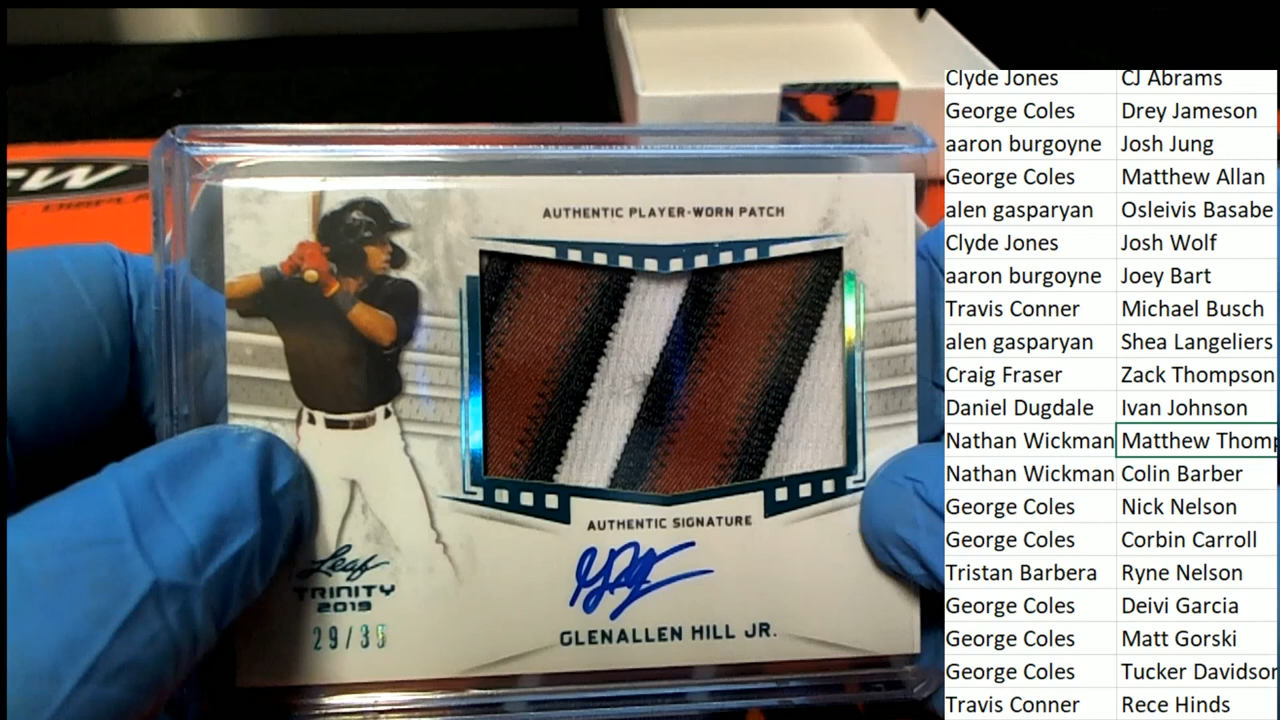 AUTHENTIC PLAYER-WORN PATCH
AUTHENTIC SIGNATURE
Leaf
TRINITY
2019
29/35
GLENALLEN HILL JR.
Clyde Jones CJ Abrams
George Coles Drey Jameson
aaron burgoyne Josh Jung
George Coles Matthew Allan
alen gasparyan Osleivis Basabe
Clyde Jones Josh Wolf
aaron burgoyne Joey Bart
Travis Conner Michael Busch
alen gasparyan Shea Langeliers
Craig Fraser Zack Thompson
Daniel Dugdale Ivan Johnson
Nathan Wickman Matthew Thomp
Nathan Wickman Colin Barber
George Coles Nick Nelson
George Coles Corbin Carroll
Tristan Barbera Ryne Nelson
George Coles Deivi Garcia
George Coles Matt Gorski
George Coles Tucker Davidson
Travis Conner Rece Hinds